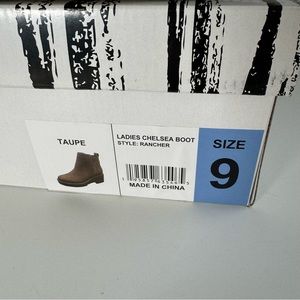 TAUPE
LADIES CHELSEA BOOT
STYLE: RANCHER
MADE IN CHINA
SIZE
9